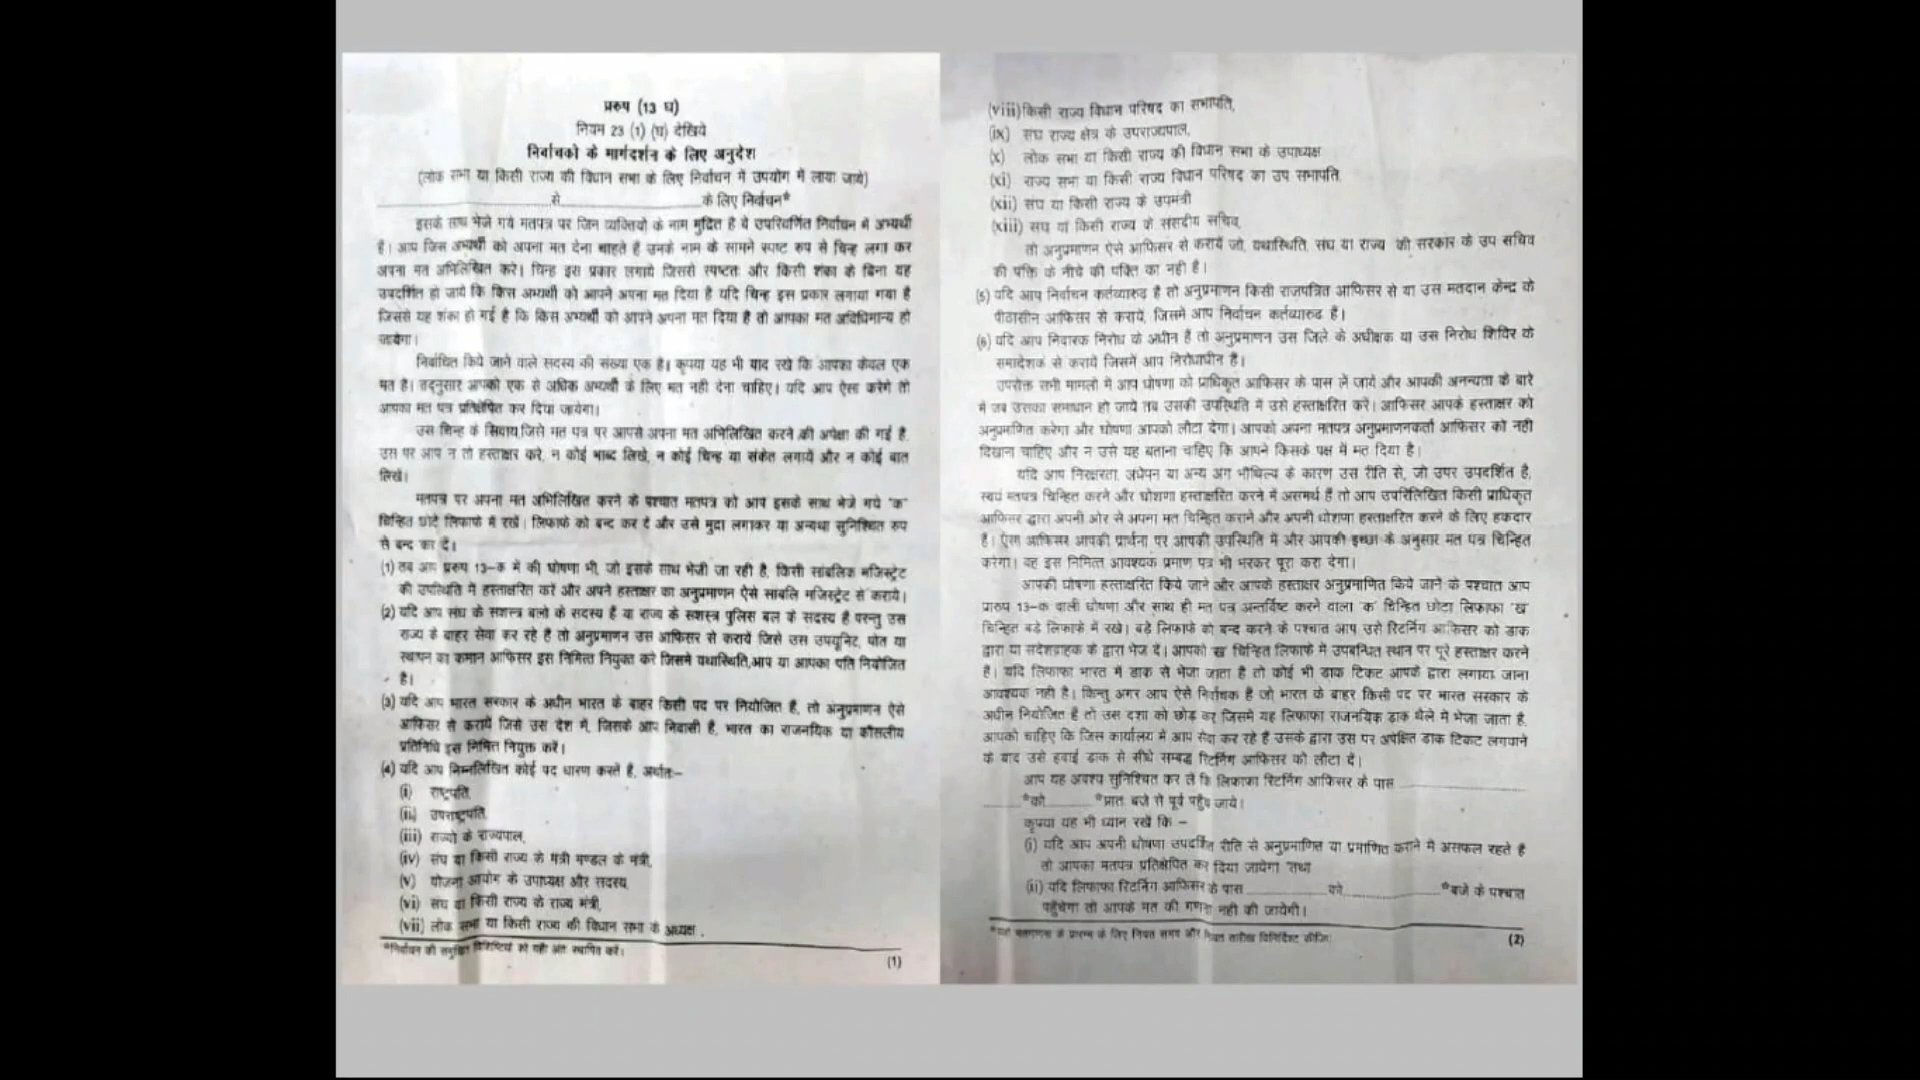 प्ररुप (13 घ)
नियम 23 (1) (घ) देखिये
निर्वाचको के मार्गदर्शन के लिए अनुदेश
(लोक सभा या किसी राज्य की विधान सभा के लिए निर्वाचन में उपयोग में लाया जाये)
से के लिए निर्वाचन*
इसके साथ भेजे गये मतपत्र पर जिन व्यक्तियो के नाम मुद्रित है वे उपरिवर्णित निर्वाचन में अभ्यर्थी
है। आप जिस अभ्यर्थी को अपना मत देना चाहते है उनके नाम के सामने स्पष्ट रुप से चिन्ह लगा कर
अपना मत अभिलिखित करे। चिन्ह इस प्रकार लगाये जिससे स्पष्टतः और किसी शंका के बिना यह
उपदर्शित हो जाये कि किस अभ्यर्थी को आपने अपना मत दिया है यदि चिन्ह इस प्रकार लगाया गया है
जिससे यह शंका हो गई है कि किस अभ्यर्थी को आपने अपना मत दिया है तो आपका मत अविधिमान्य हो
जायेगा।
निर्वाचित किये जाने वाले सदस्य की संख्या एक है। कृपया यह भी याद रखे कि आपका केवल एक
मत है। तद्नुसार आपको एक से अधिक अभ्यर्थी के लिए मत नही देना चाहिए। यदि आप ऐसा करेगे तो
आपका मत पत्र प्रतिक्षेपित कर दिया जायेगा।
उस चिन्ह के सिवाय,जिसे मत पत्र पर आपसे अपना मत अभिलिखित करने की अपेक्षा की गई है,
उस पर आप न तो हस्ताक्षर करे, न कोई भाब्द लिखे, न कोई चिन्ह या संकेत लगायें और न कोई बात
लिखें।
मतपत्र पर अपना मत अभिलिखित करने के पश्चात मतपत्र को आप इसके साथ भेजे गये "क"
चिन्हित छोटे लिफाफे में रखें। लिफाफे को बन्द कर दे और उसे मुद्रा लगाकर या अन्यथा सुनिश्चित रुप
से बन्द कर दें।
(1) तब आप प्ररुप 13–क में की घोषणा भी, जो इसके साथ भेजी जा रही है, किसी सांबलिक मजिस्ट्रेट
की उपस्थिति में हस्ताक्षरित करें और अपने हस्ताक्षर का अनुप्रमाणन ऐसे सांबलि मजिस्ट्रेट से कराये।
(2) यदि आप संघ के सशस्त्र बलो के सदस्य हैं या राज्य के सशस्त्र पुलिस बल के सदस्य है परन्तु उस
राज्य के बाहर सेवा कर रहे हैं तो अनुप्रमाणन उस आफिसर से करायें जिसे उस उपयूनिट, पोत या
स्थापन का कमान आफिसर इस निमित्त नियुक्त करे जिसमे यथास्थिति,आप या आपका पति नियोजित
है।
(3) यदि आप भारत सरकार के अधीन भारत के बाहर किसी पद पर नियोजित हैं, तो अनुप्रमाणन ऐसे
आफिसर से करायें जिसे उस देश में, जिसके आप निवासी हैं, भारत का राजनयिक या कौसलीय
प्रतिनिधि इस निमित नियुक्त करें।
(4) यदि आप निम्नलिखित कोई पद धारण करते हैं, अर्थातः–
(i) राष्ट्रपति,
(ii) उपराष्ट्रपति,
(iii) राज्यो के राज्यपाल,
(iv) संघ या किसी राज्य के मंत्री मण्डल के मंत्री,
(v) योजना आयोग के उपाध्यक्ष और सदस्य,
(vi) संघ या किसी राज्य के राज्य मंत्री,
(vii) लोक सभा या किसी राज्य की विधान सभा के अध्यक्ष .
*निर्वाचन की समुचित विशिष्टियां को यहाँ अंत स्थापित करें।
(1)
(viii) किसी राज्य विधान परिषद का सभापति,
(ix) संघ राज्य क्षेत्र के उपराज्यपाल,
(x) लोक सभा या किसी राज्य की विधान सभा के उपाध्यक्ष
(xi) राज्य सभा या किसी राज्य विधान परिषद का उप सभापति,
(xii) संघ या किसी राज्य के उपमंत्री
(xiii) संघ या किसी राज्य के संसदीय सचिव,
तो अनुप्रमाणन ऐसे आफिसर से करायें जो, यथास्थिति, संघ या राज्य की सरकार के उप सचिव
की पंक्ति के नीचे की पंक्ति का नही है।
(5) यदि आप निर्वाचन कर्तव्यारुढ़ है तो अनुप्रमाणन किसी राजपत्रित आफिसर से या उस मतदान केन्द्र के
पीठासीन आफिसर से कराये, जिसमे आप निर्वाचन कर्तव्यारुढ हैं।
(6) यदि आप निवारक निरोध के अधीन हैं तो अनुप्रमाणन उस जिले के अधीक्षक या उस निरोध शिविर के
समादेशक से करायें जिसमें आप निरोधाधीन हैं।
उपरोक्त सभी मामलो मे आप घोषणा को प्राधिकृत आफिसर के पास लें जायें और आपकी अनन्यता के बारे
में जब उसका समाधान हो जाये तब उसकी उपस्थिति में उसे हस्ताक्षरित करें। आफिसर आपके हस्ताक्षर को
अनुप्रमाणित करेगा और घोषणा आपको लौटा देगा। आपको अपना मतपत्र अनुप्रमाणनकर्ता आफिसर को नही
दिखाना चाहिए और न उसे यह बताना चाहिए कि आपने किसके पक्ष में मत दिया है।
यदि आप निरक्षरता, अंधेपन या अन्य अंग भौथिल्य के कारण उस रीति से, जो उपर उपदर्शित है,
स्वयं मतपत्र चिन्हित करने और घोशणा हस्ताक्षरित करने में असमर्थ हैं तो आप उपरिलिखित किसी प्राधिकृत
आफिसर द्वारा अपनी ओर से अपना मत चिन्हित कराने और अपनी घोशणा हस्ताक्षरित करने के लिए हकदार
हैं। ऐसा आफिसर आपकी प्रार्थना पर आपकी उपस्थिति में और आपकी इच्छा के अनुसार मत पत्र चिन्हित
करेगा। वह इस निमित्त आवश्यक प्रमाण पत्र भी भरकर पूरा करा देगा।
आपकी घोषणा हस्ताक्षरित किये जाने और आपके हस्ताक्षर अनुप्रमाणित किये जाने के पश्चात आप
प्रारुप 13–क वाली घोषणा और साथ ही मत पत्र अन्तर्विष्ट करने वाला 'क' चिन्हित छोटा लिफाफा 'ख'
चिन्हित बड़े लिफाफे में रखे। बड़े लिफाफे को बन्द करने के पश्चात आप उसे रिटर्निंग आफिसर को डाक
द्वारा या संदेशग्राहक के द्वारा भेज दें। आपको 'ख' चिन्हित लिफाफे में उपबन्धित स्थान पर पूरे हस्ताक्षर करने
हैं। यदि लिफाफा भारत में डाक से भेजा जाता है तो कोई भी डाक टिकट आपके द्वारा लगाया जाना
आवश्यक नही है। किन्तु अगर आप ऐसे निर्वाचक हैं जो भारत के बाहर किसी पद पर भारत सरकार के
अधीन नियोजित है तो उस दशा को छोड़ कर जिसमे यह लिफाफा राजनयिक डाक थैले में भेजा जाता है,
आपको चाहिए कि जिस कार्यालय में आप सेवा कर रहे हैं उसके द्वारा उस पर अपेक्षित डाक टिकट लगवाने
के बाद उसे हवाई डाक से सीधे सम्बद्ध रिटर्निंग आफिसर को लौटा दें।
आप यह अवश्य सुनिश्चित कर ले कि लिफाफा रिटर्निंग आफिसर के पास
*को *प्रातः बजे से पूर्व पहुँच जाये।
कृपया यह भी ध्यान रखें कि –
(i) यदि आप अपनी घोषणा उपदर्शित रीति से अनुप्रमाणित या प्रमाणित कराने मे असफल रहते है
तो आपका मतपत्र प्रतिक्षेपित कर दिया जायेगा तथा
(ii) यदि लिफाफा रिटर्निंग आफिसर के पास को *बजे के पश्चात
पहुँचेगा तो आपके मत की गणना नही की जायेगी।
*यहां मतगणना के प्रारम्भ के लिए नियत समय और नियत तारीख विनिर्दिष्ट कीजिए
(2)